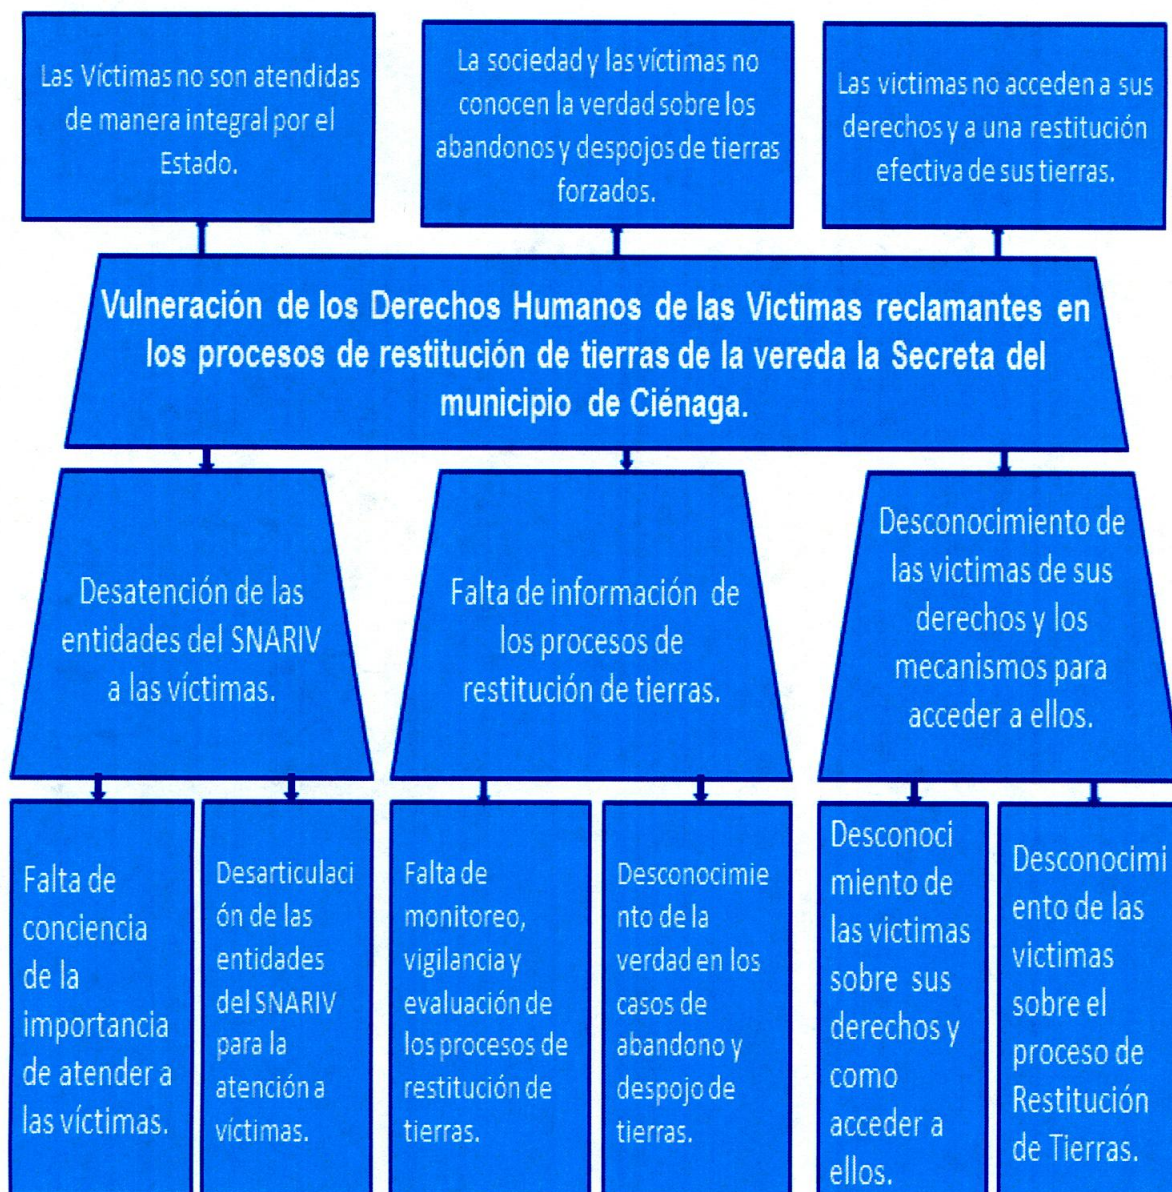 Las Víctimas no son atendidas
de manera integral por el
Estado.
La sociedad y las víctimas no
conocen la verdad sobre los
abandonos y despojos de tierras
forzados.
Las victimas no acceden a sus
derechos y a una restitución
efectiva de sus tierras.
Vulneración de los Derechos Humanos de las Victimas reclamantes en
los procesos de restitución de tierras de la vereda la Secreta del
municipio de Ciénaga.
Desatención de las
entidades del SNARIV
a las víctimas.
Falta de información de
los procesos de
restitución de tierras.
Desconocimiento de
las victimas de sus
derechos y los
mecanismos para
acceder a ellos.
Falta de
conciencia
de la
importancia
de atender a
las víctimas.
Desarticulaci
ón de las
entidades
del SNARIV
para la
atención a
víctimas.
Falta de
monitoreo,
vigilancia y
evaluación de
los procesos de
restitución de
tierras.
Desconocimie
nto de la
verdad en los
casos de
abandono y
despojo de
tierras.
Desconoci
miento de
las victimas
sobre sus
derechos y
como
acceder a
ellos.
Desconocimi
ento de las
victimas
sobre el
proceso de
Restitución
de Tierras.